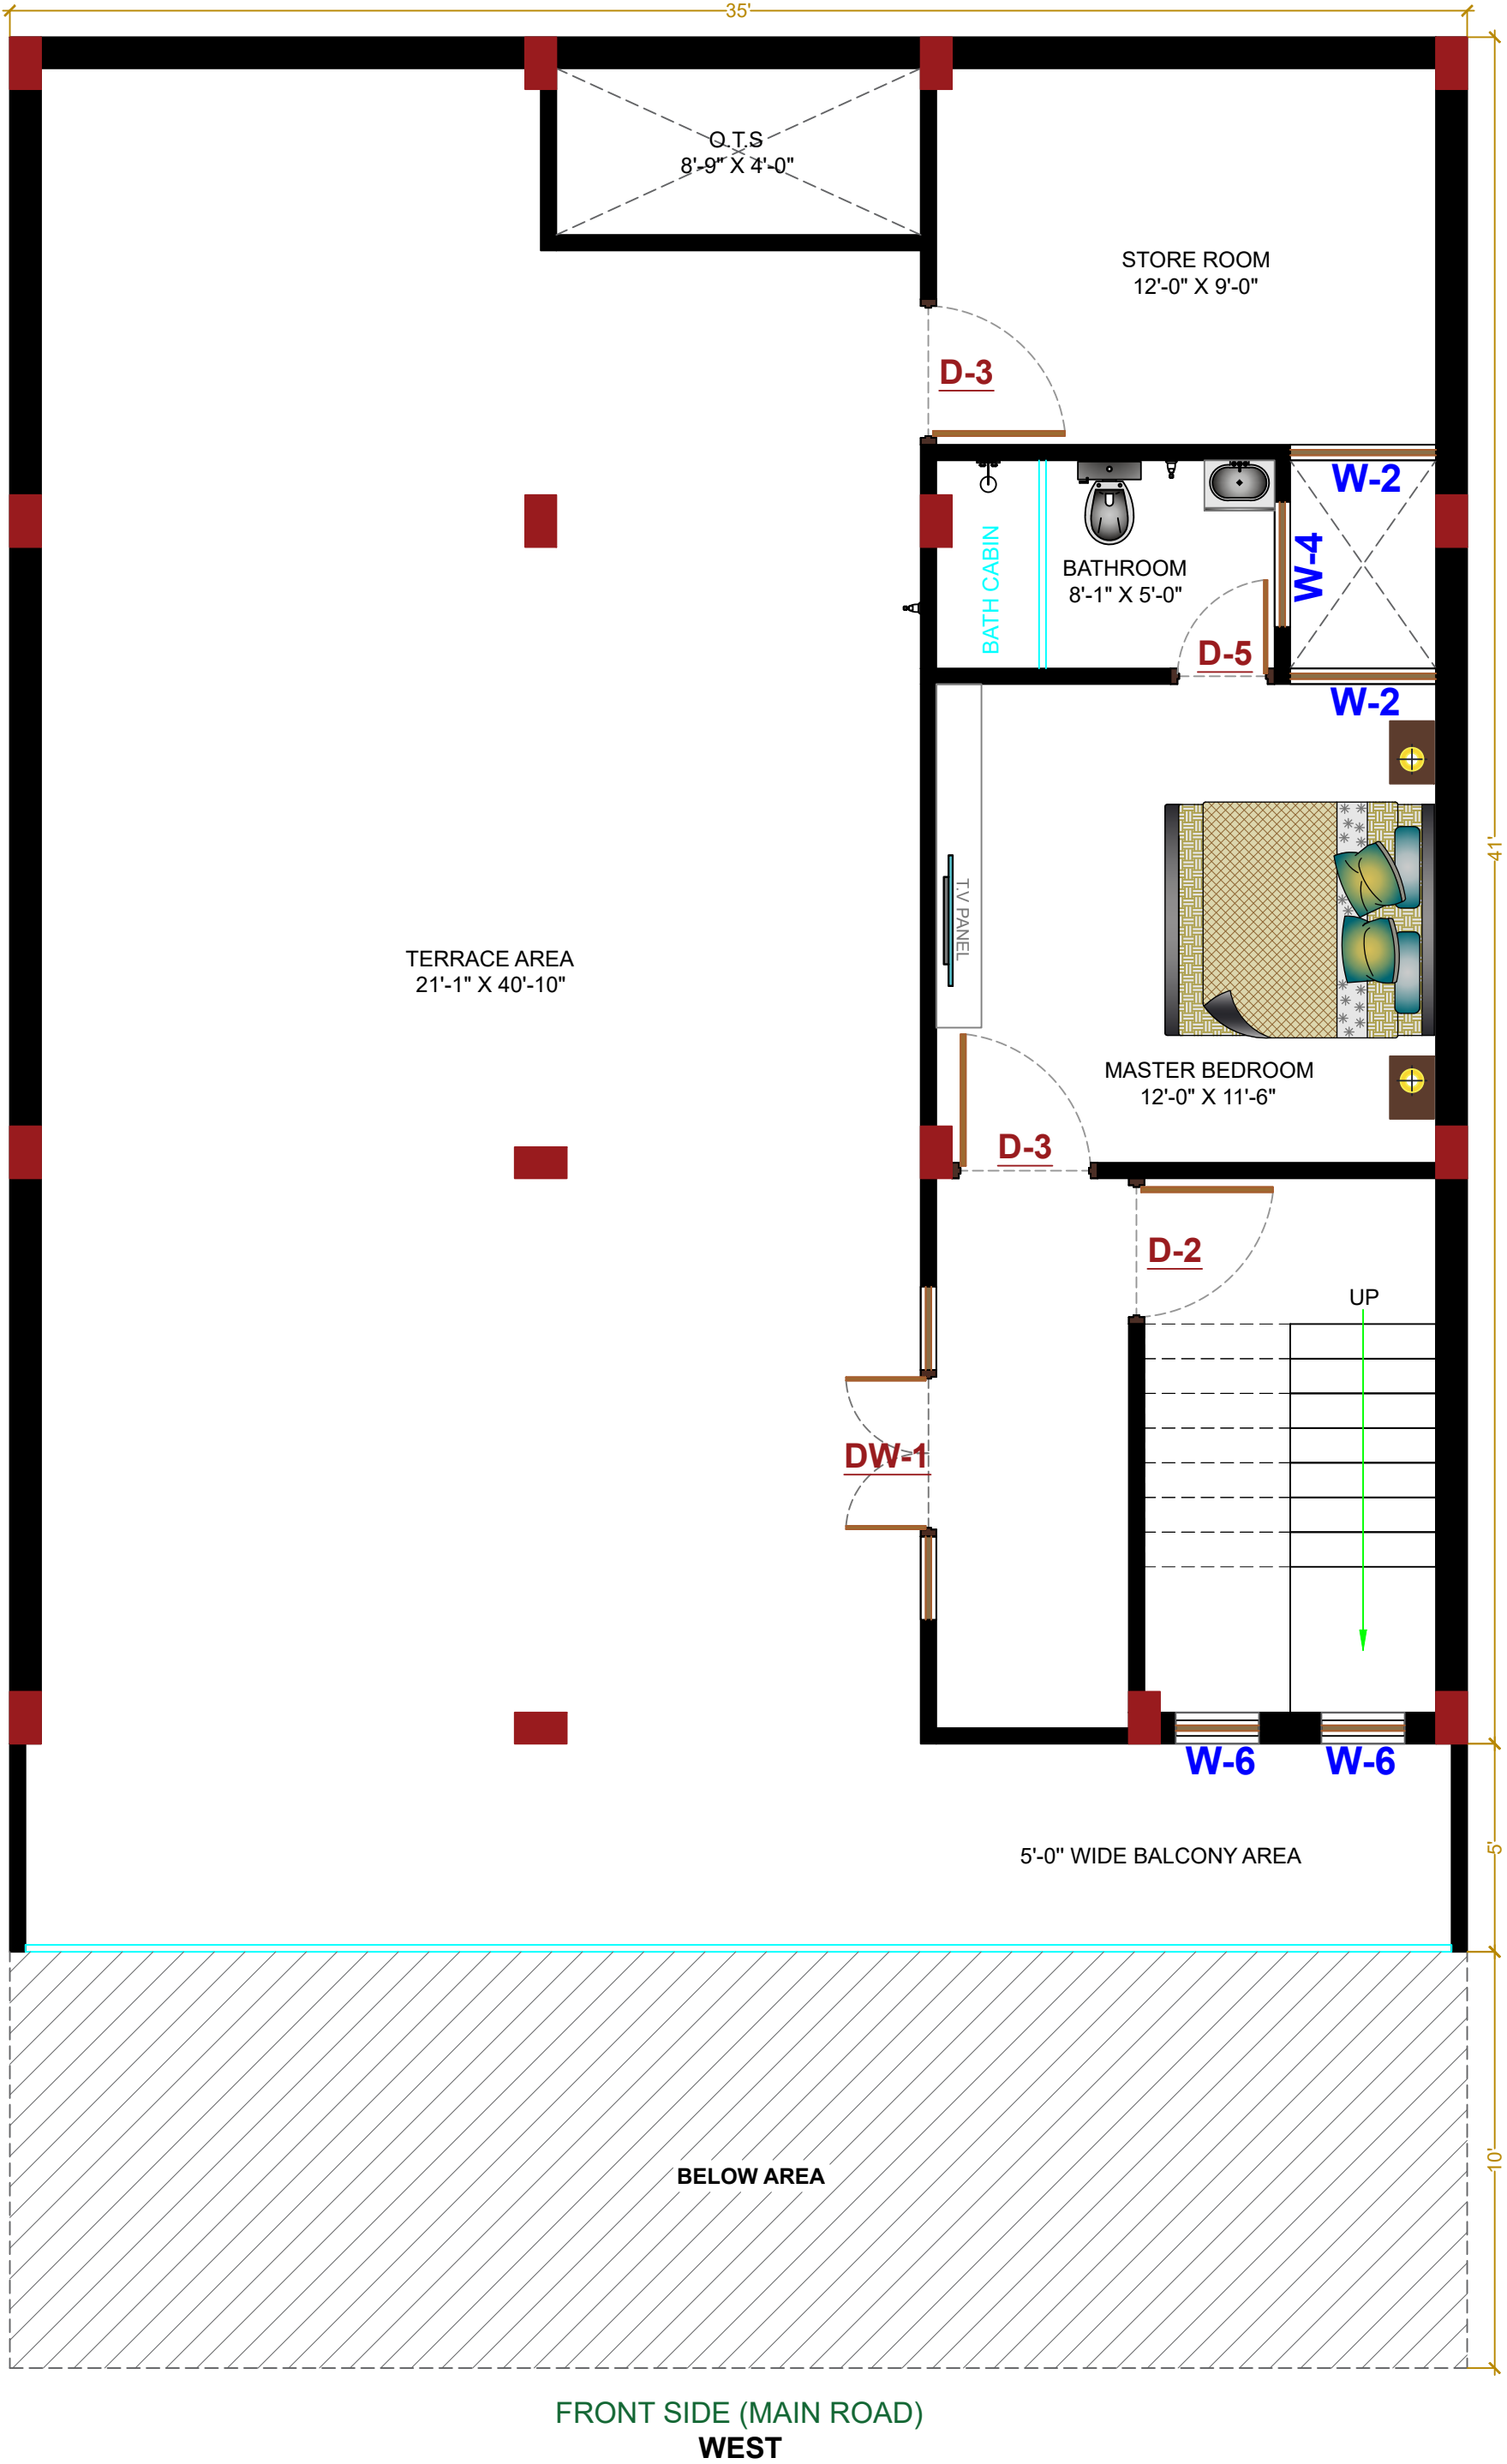 35'
O.T.S
8'-9" X 4'-0"
STORE ROOM
12'-0" X 9'-0"
D-3
W-2
BATH CABIN
BATHROOM
8'-1" X 5'-0"
W-4
D-5
W-2
41'
T.V PANEL
TERRACE AREA
21'-1" X 40'-10"
MASTER BEDROOM
12'-0" X 11'-6"
D-3
D-2
UP
DW-1
W-6
W-6
5'-0" WIDE BALCONY AREA
5'
BELOW AREA
10'
FRONT SIDE (MAIN ROAD)
WEST